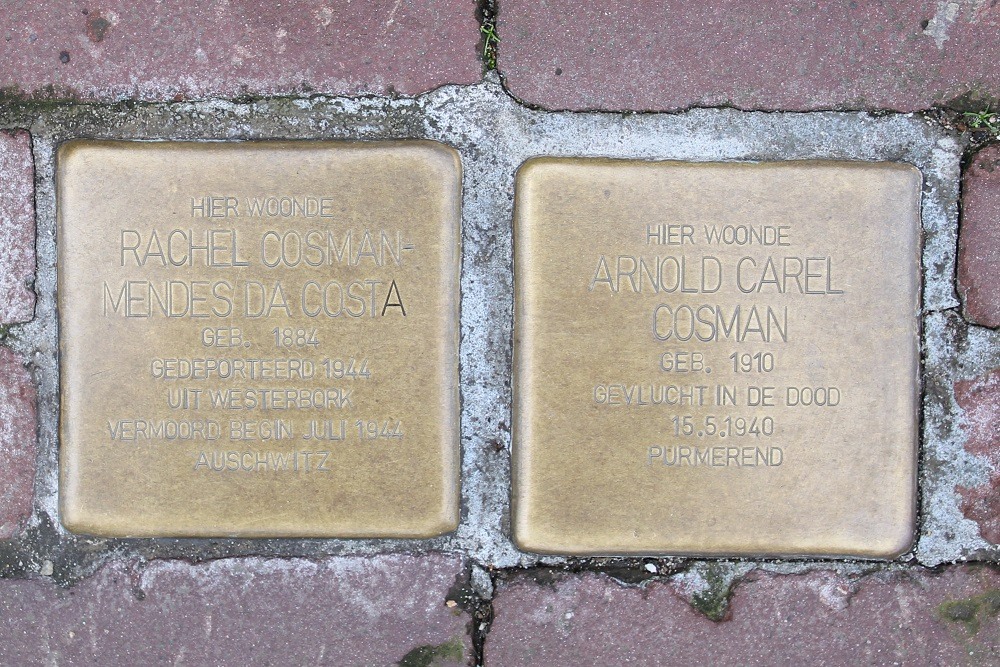 HIER WOONDE
RACHEL COSMAN-
MENDES DA COSTA
GEB. 1884
GEDEPORTEERD 1944
UIT WESTERBORK
VERMOORD BEGIN JULI 1944
AUSCHWITZ
HIER WOONDE
ARNOLD CAREL
COSMAN
GEB. 1910
GEVLUCHT IN DE DOOD
15.5.1940
PURMEREND